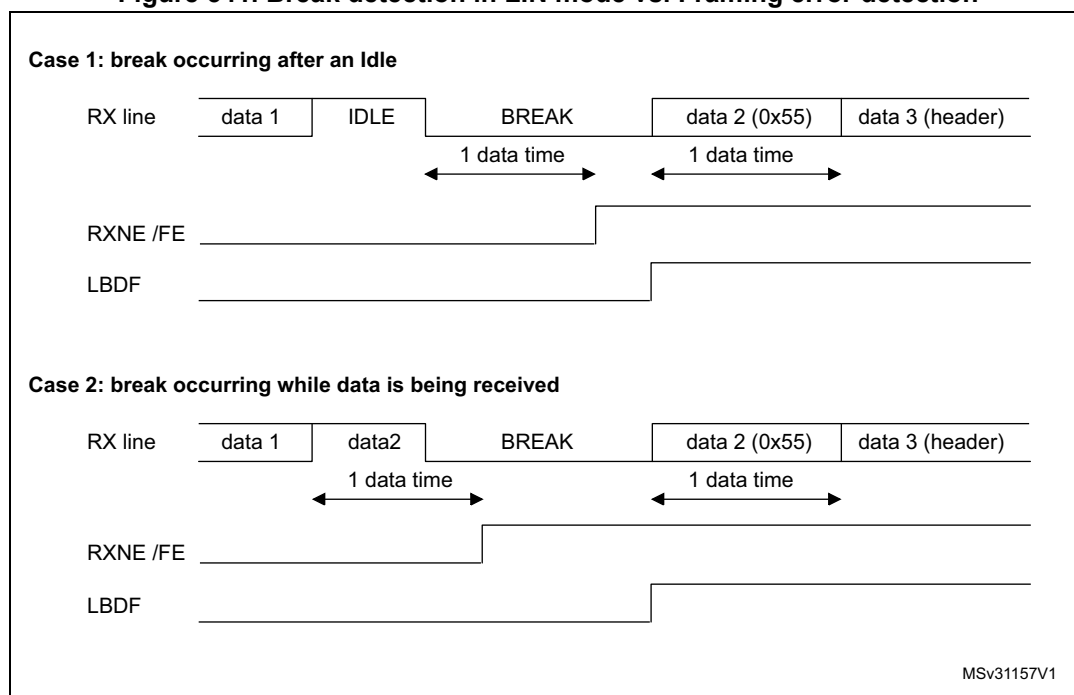 Figure Break detection in LIN mode vs. Framing error detection
Case 1: break occurring after an Idle
RX line data 1 IDLE BREAK data 2 (0x55) data 3 (header)
1 data time 1 data time
RXNE /FE
LBDF
Case 2: break occurring while data is being received
RX line data 1 data2 BREAK data 2 (0x55) data 3 (header)
1 data time 1 data time
RXNE /FE
LBDF
MSv31157V1